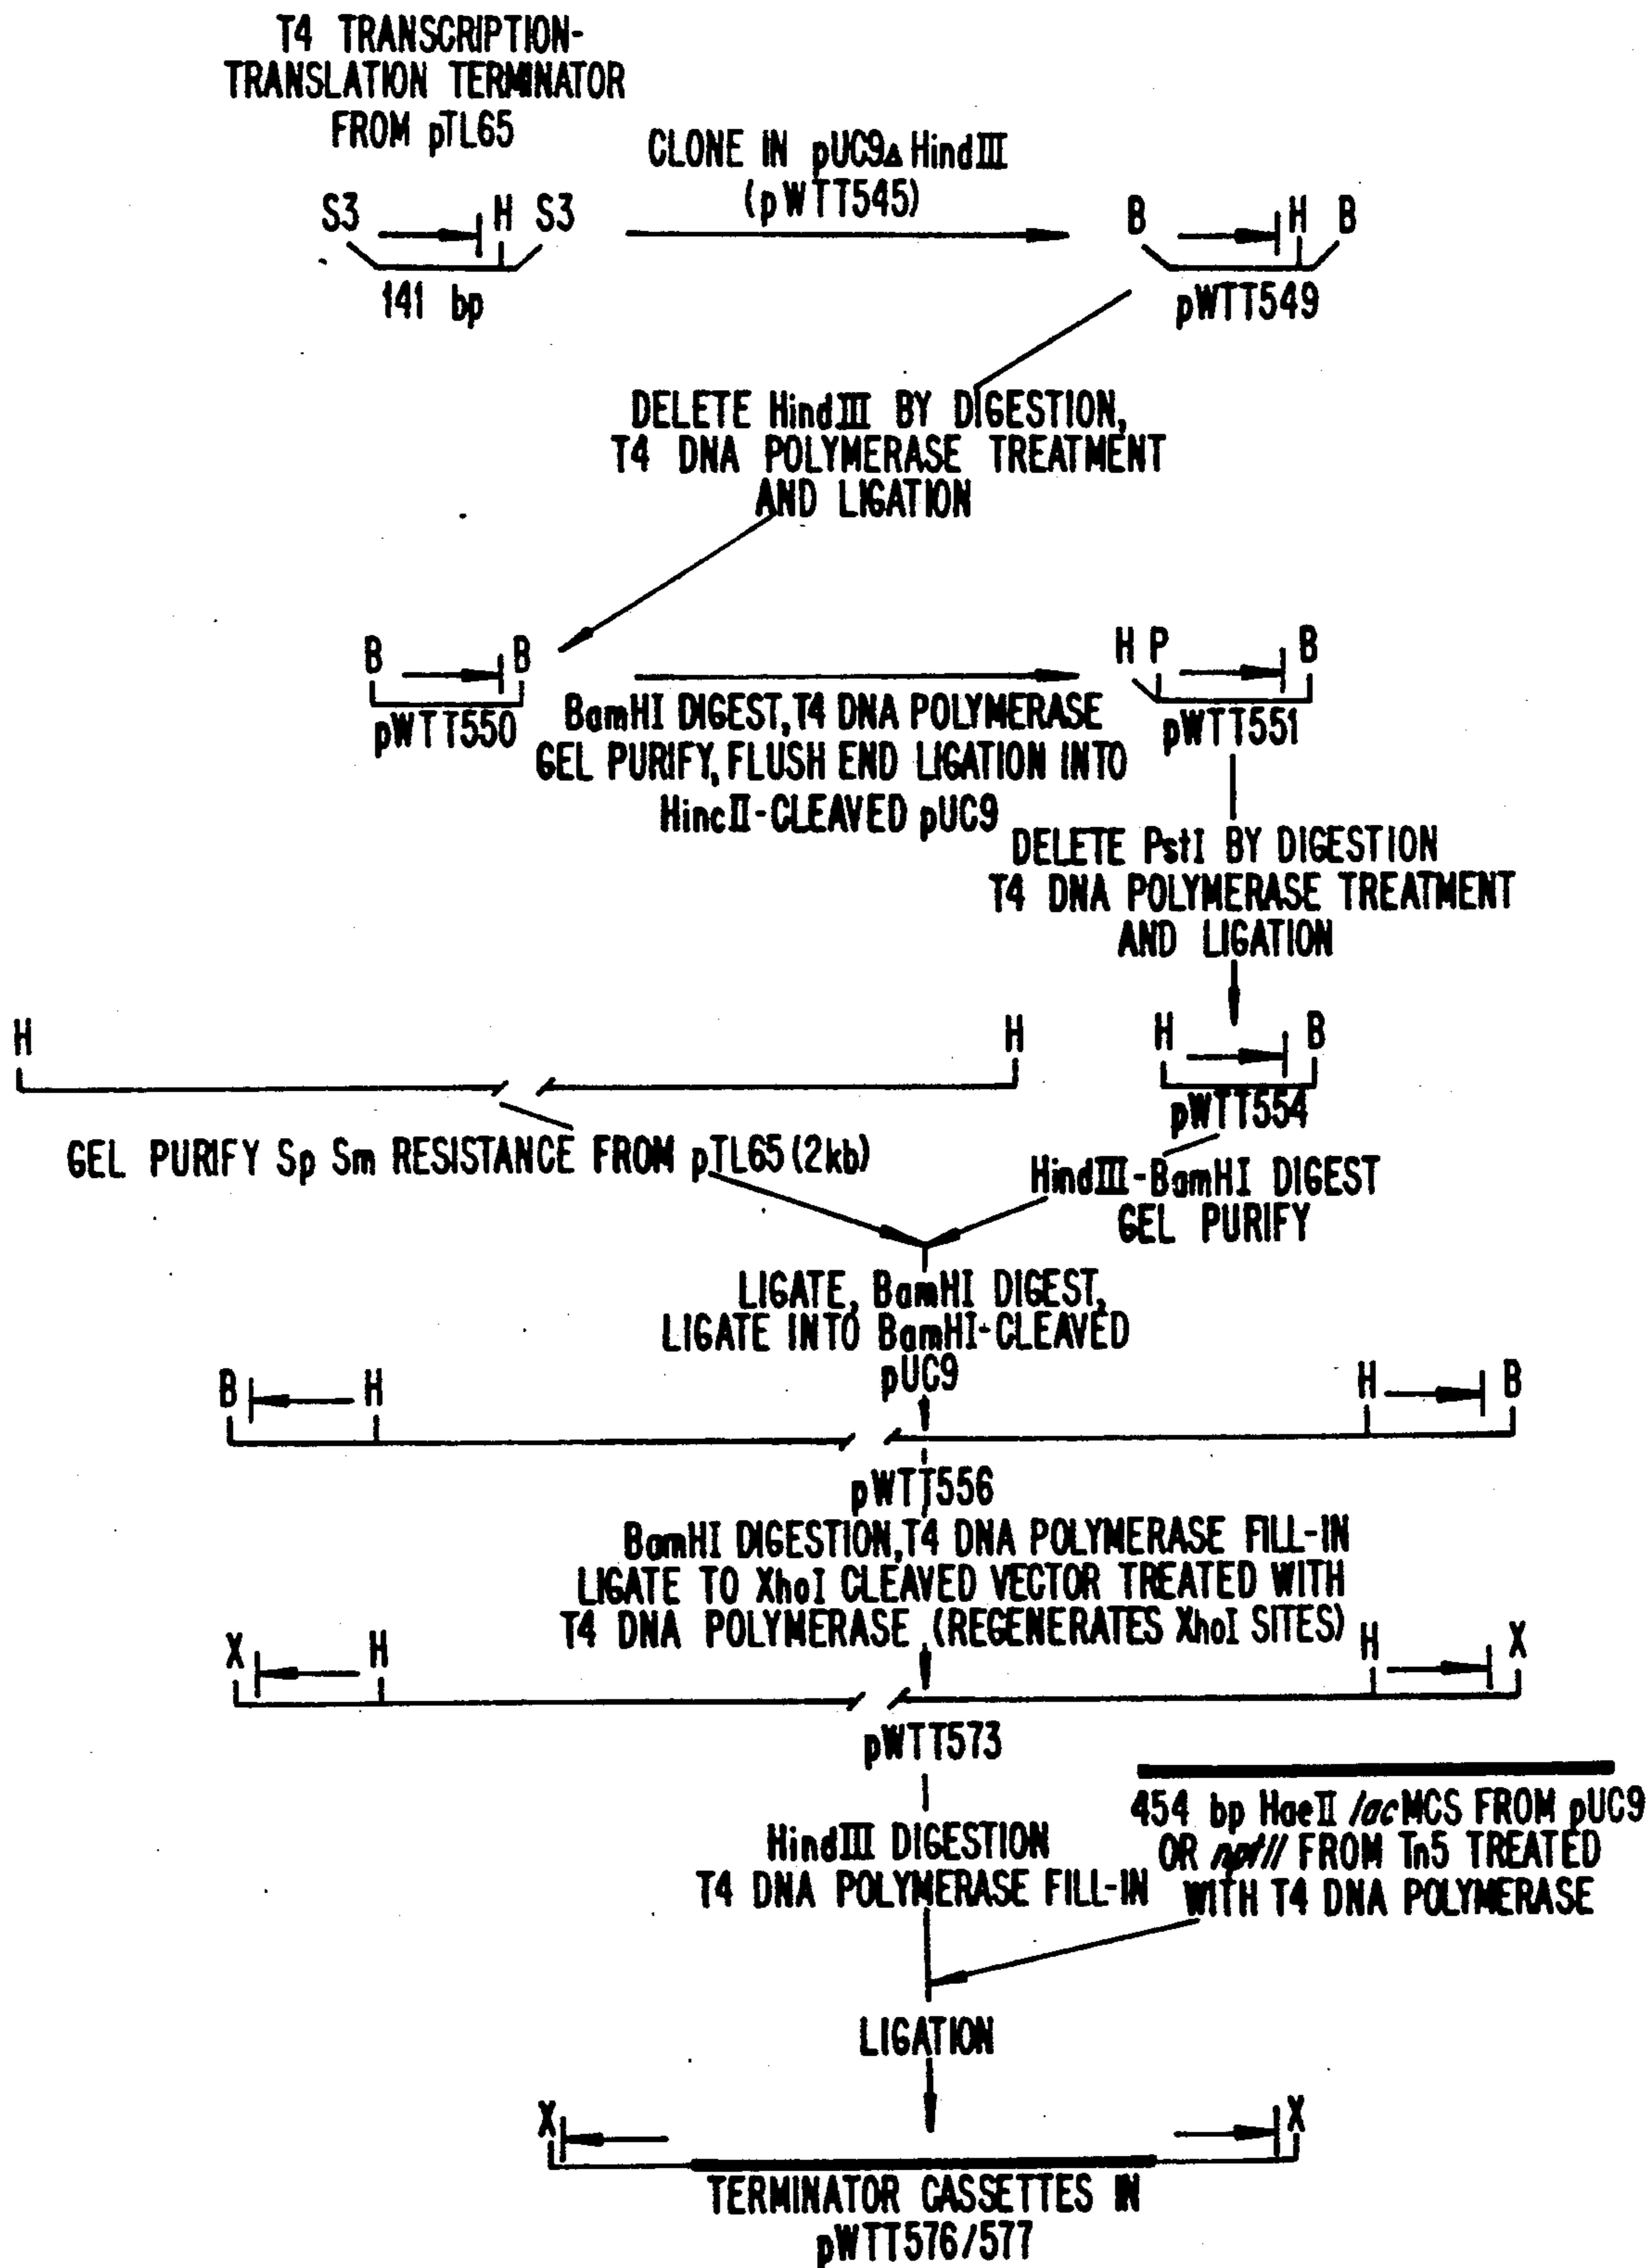 T4 TRANSCRIPTION-
TRANSLATION TERMINATOR
FROM pTL65
CLONE IN pUC9Δ HindIII
(pWTT545)
S3 H S3
B H B
141 bp
pWTT549
DELETE HindIII BY DIGESTION,
T4 DNA POLYMERASE TREATMENT
AND LIGATION
B B
H P B
pWTT550
BamHI DIGEST, T4 DNA POLYMERASE
GEL PURIFY, FLUSH END LIGATION INTO
HincII-CLEAVED pUC9
pWTT551
DELETE PstI BY DIGESTION
T4 DNA POLYMERASE TREATMENT
AND LIGATION
H H
H B
pWTT554
GEL PURIFY Sp Sm RESISTANCE FROM pTL65 (2kb)
HindIII-BamHI DIGEST
GEL PURIFY
LIGATE, BamHI DIGEST,
LIGATE INTO BamHI-CLEAVED
pUC9
B H H B
pWTT556
BamHI DIGESTION, T4 DNA POLYMERASE FILL-IN
LIGATE TO XhoI CLEAVED VECTOR TREATED WITH
T4 DNA POLYMERASE (REGENERATES XhoI SITES)
X H H X
pWTT573
454 bp HaeII lac MCS FROM pUC9
OR nptII FROM Tn5 TREATED
WITH T4 DNA POLYMERASE
HindIII DIGESTION
T4 DNA POLYMERASE FILL-IN
LIGATION
X X
TERMINATOR CASSETTES IN
pWTT576/577